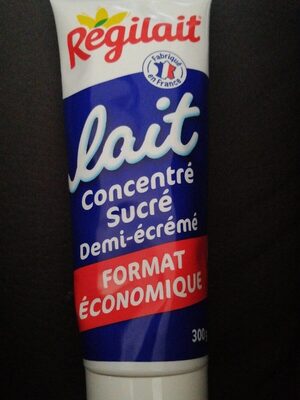 Régilait
Fabriqué
en France
lait
Concentré
Sucré
Demi-écrémé
FORMAT
ÉCONOMIQUE
300g